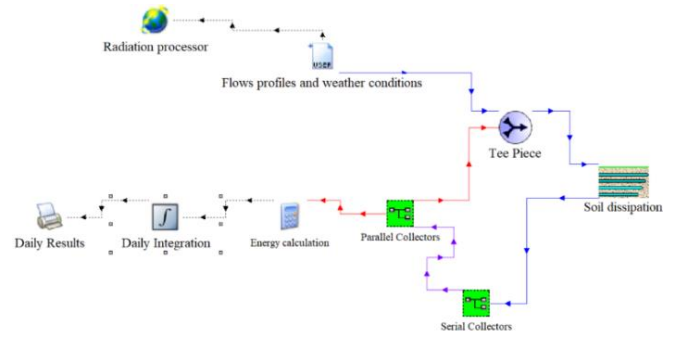 Radiation processor
USER
Flows profiles and weather conditions
Tee Piece
Soil dissipation
Daily Results
Daily Integration
Energy calculation
Parallel Collectors
Serial Collectors